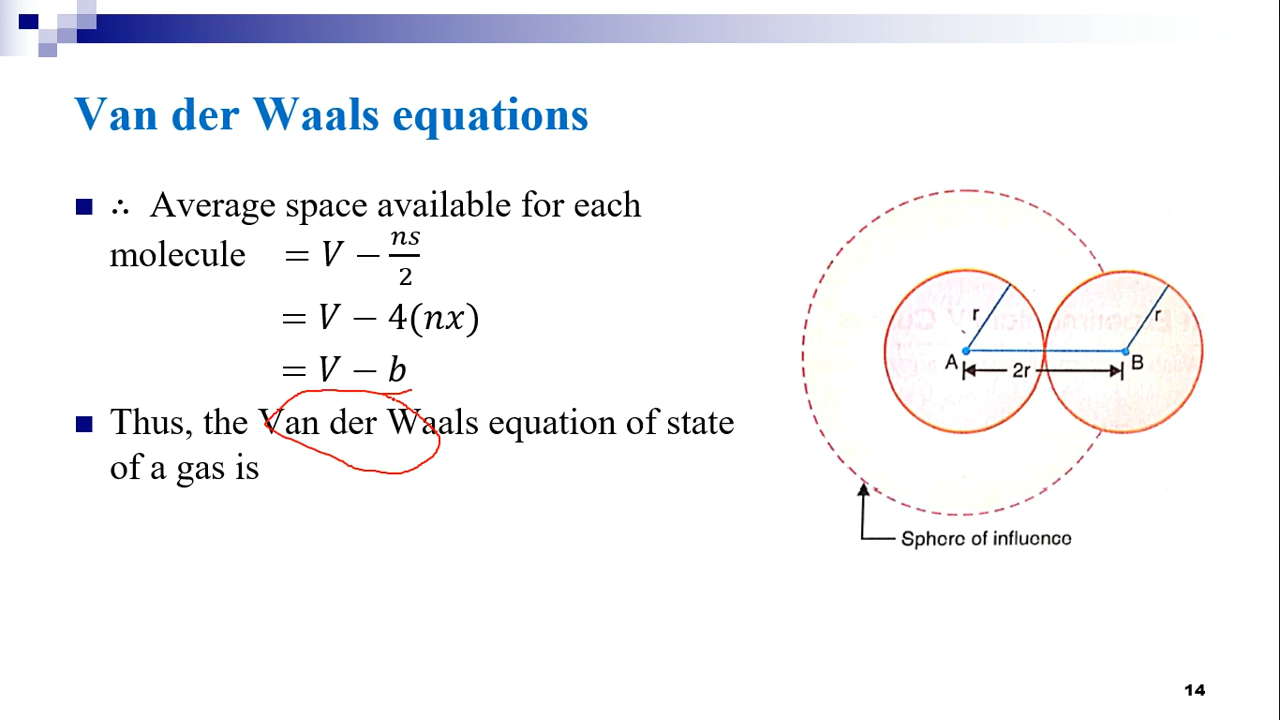 Van der Waals equations
∴ Average space available for each
molecule = V − ns/2
= V − 4(nx)
= V − b
Thus, the Van der Waals equation of state
of a gas is
r
r
A
2r
B
Sphere of influence
14